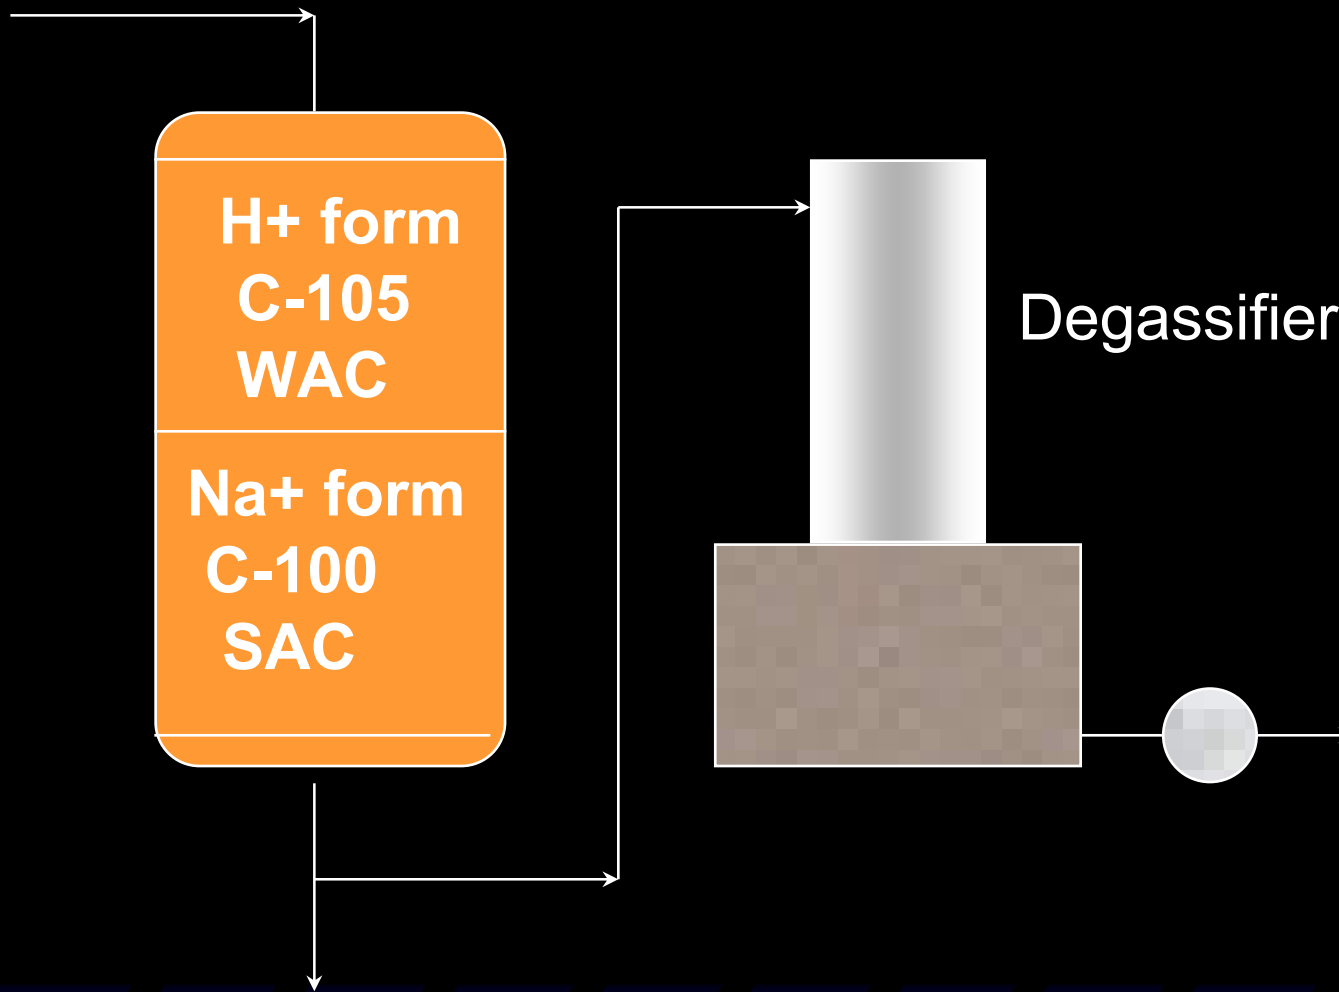 H+ form
C-105
WAC
Na+ form
C-100
SAC
Degassifier